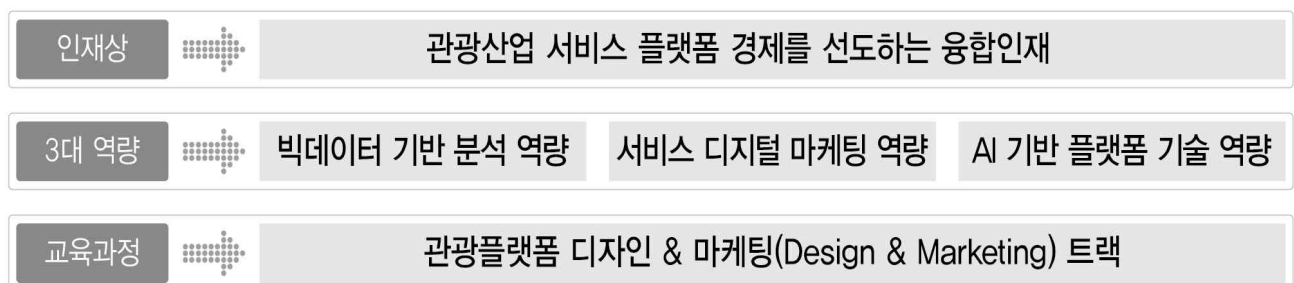 인재상 관광산업 서비스 플랫폼 경제를 선도하는 융합인재
3대 역량 빅데이터 기반 분석 역량 서비스 디지털 마케팅 역량 AI 기반 플랫폼 기술 역량
교육과정 관광플랫폼 디자인 & 마케팅(Design & Marketing) 트랙